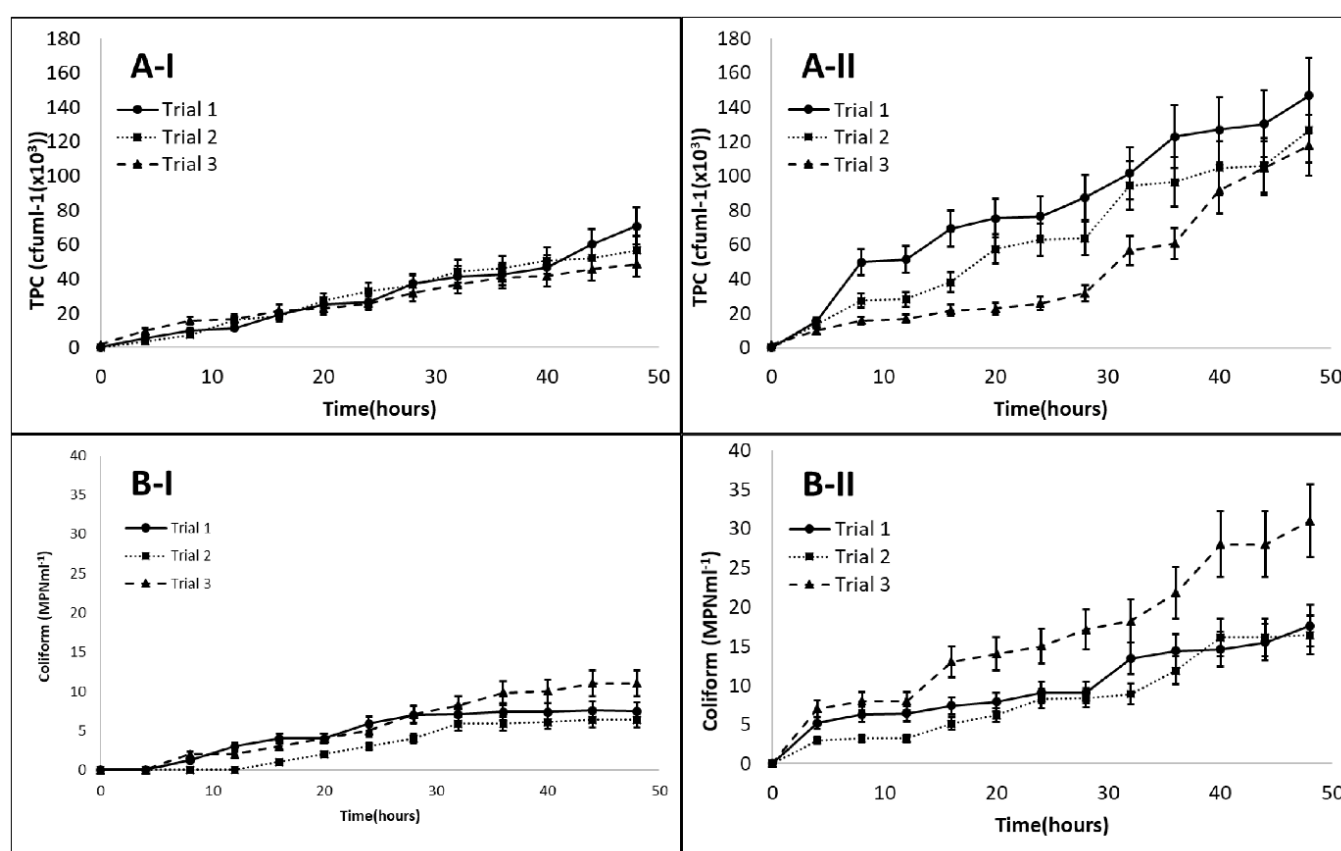 A-I
Trial 1
Trial 2
Trial 3
TPC (cfuml-1(x10³))
180
160
140
120
100
80
60
40
20
0
0 10 20 30 40 50
Time(hours)
A-II
Trial 1
Trial 2
Trial 3
TPC (cfuml-1(x10³))
180
160
140
120
100
80
60
40
20
0
0 10 20 30 40 50
Time(hours)
B-I
Trial 1
Trial 2
Trial 3
Coliform (MPNml⁻¹)
40
35
30
25
20
15
10
5
0
0 10 20 30 40 50
Time(hours)
B-II
Trial 1
Trial 2
Trial 3
Coliform (MPNml⁻¹)
40
35
30
25
20
15
10
5
0
0 10 20 30 40 50
Time(hours)